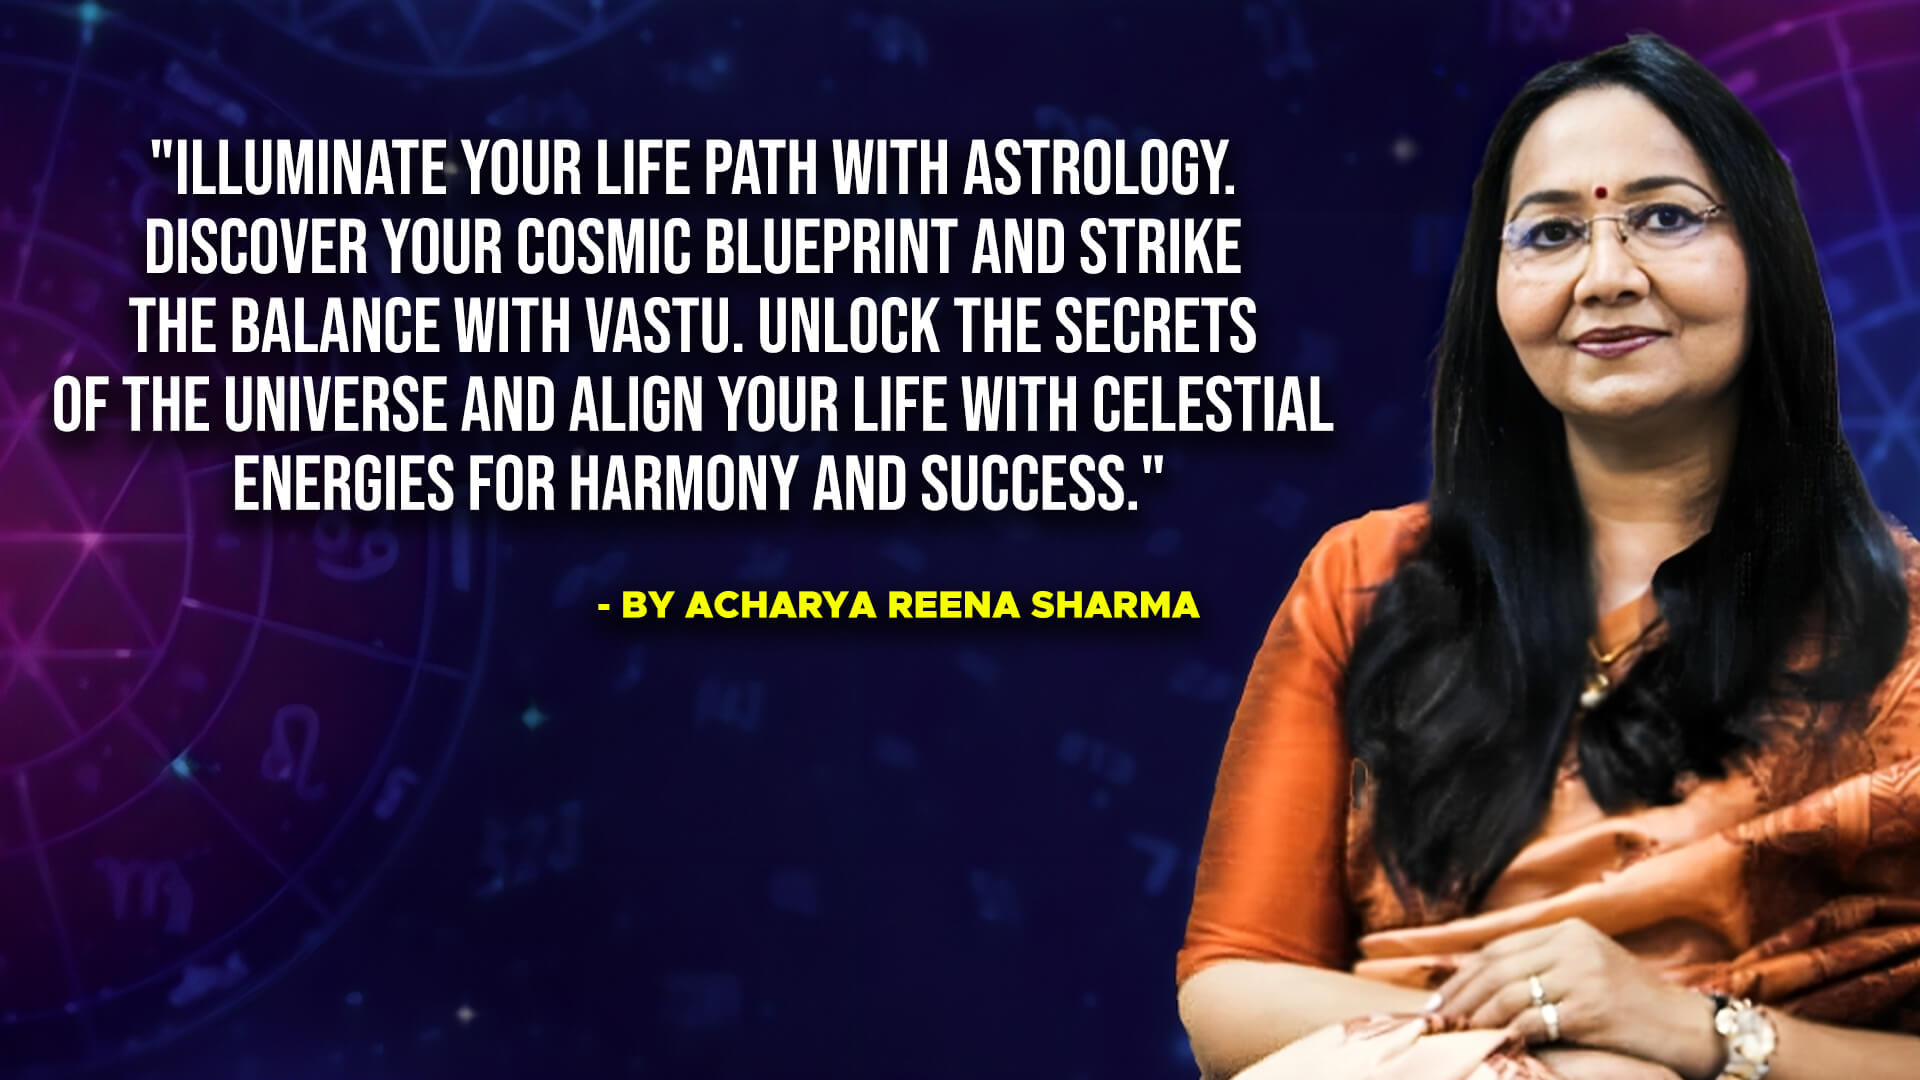 "ILLUMINATE YOUR LIFE PATH WITH ASTROLOGY.
DISCOVER YOUR COSMIC BLUEPRINT AND STRIKE
THE BALANCE WITH VASTU. UNLOCK THE SECRETS
OF THE UNIVERSE AND ALIGN YOUR LIFE WITH CELESTIAL
ENERGIES FOR HARMONY AND SUCCESS."
- BY ACHARYA REENA SHARMA